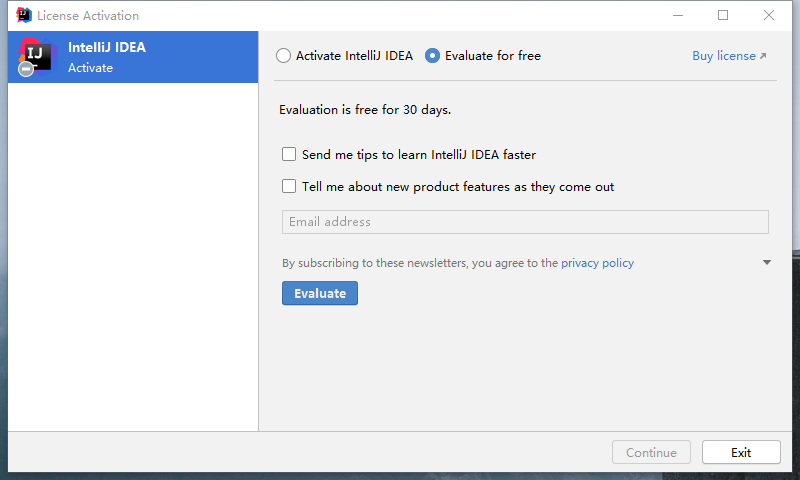 License Activation
IJ
IntelliJ IDEA
Activate
Activate IntelliJ IDEA
Evaluate for free
Buy license
Evaluation is free for 30 days.
Send me tips to learn IntelliJ IDEA faster
Tell me about new product features as they come out
Email address
By subscribing to these newsletters, you agree to the privacy policy
Evaluate
Continue
Exit